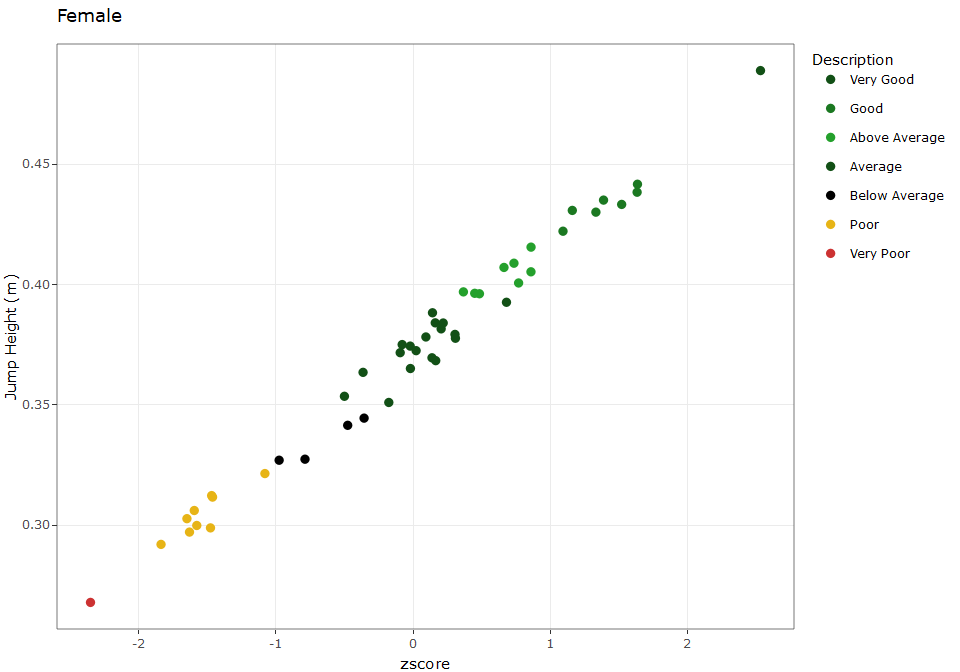 Female
Description
Very Good
Good
Above Average
Average
Below Average
Poor
Very Poor
Jump Height ( m )
0.45
0.40
0.35
0.30
-2 -1 0 1 2
zscore